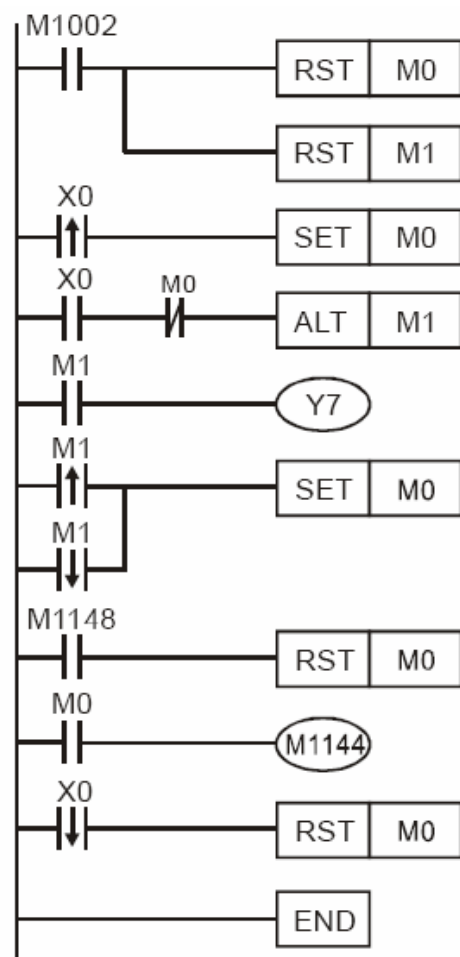 M1002
RST M0
RST M1
X0
SET M0
X0 M0
ALT M1
M1
Y7
M1
SET M0
M1
M1148
RST M0
M0
M1144
X0
RST M0
END